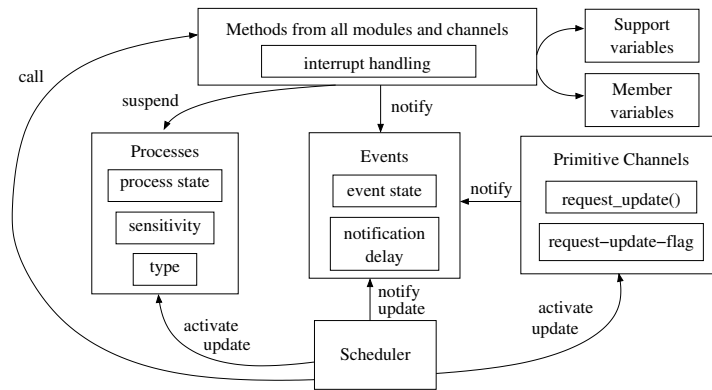 Methods from all modules and channels
interrupt handling
Support
variables
Member
variables
call
suspend
notify
Processes
process state
sensitivity
type
Events
event state
notification
delay
notify
Primitive Channels
request_update()
request−update−flag
activate
update
notify
update
activate
update
Scheduler